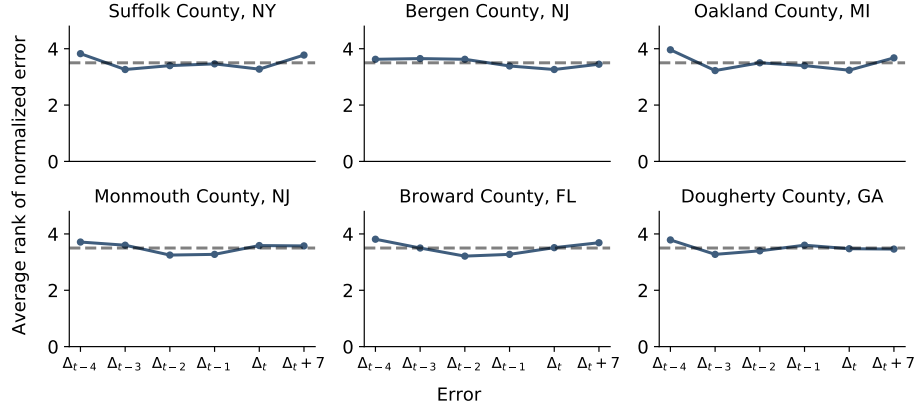 Suffolk County, NY
Bergen County, NJ
Oakland County, MI
Average rank of normalized error
4
2
0
4
2
0
4
2
0
Monmouth County, NJ
Broward County, FL
Dougherty County, GA
4
2
0
4
2
0
4
2
0
Δt−4 Δt−3 Δt−2 Δt−1 Δt Δt+7
Δt−4 Δt−3 Δt−2 Δt−1 Δt Δt+7
Δt−4 Δt−3 Δt−2 Δt−1 Δt Δt+7
Error